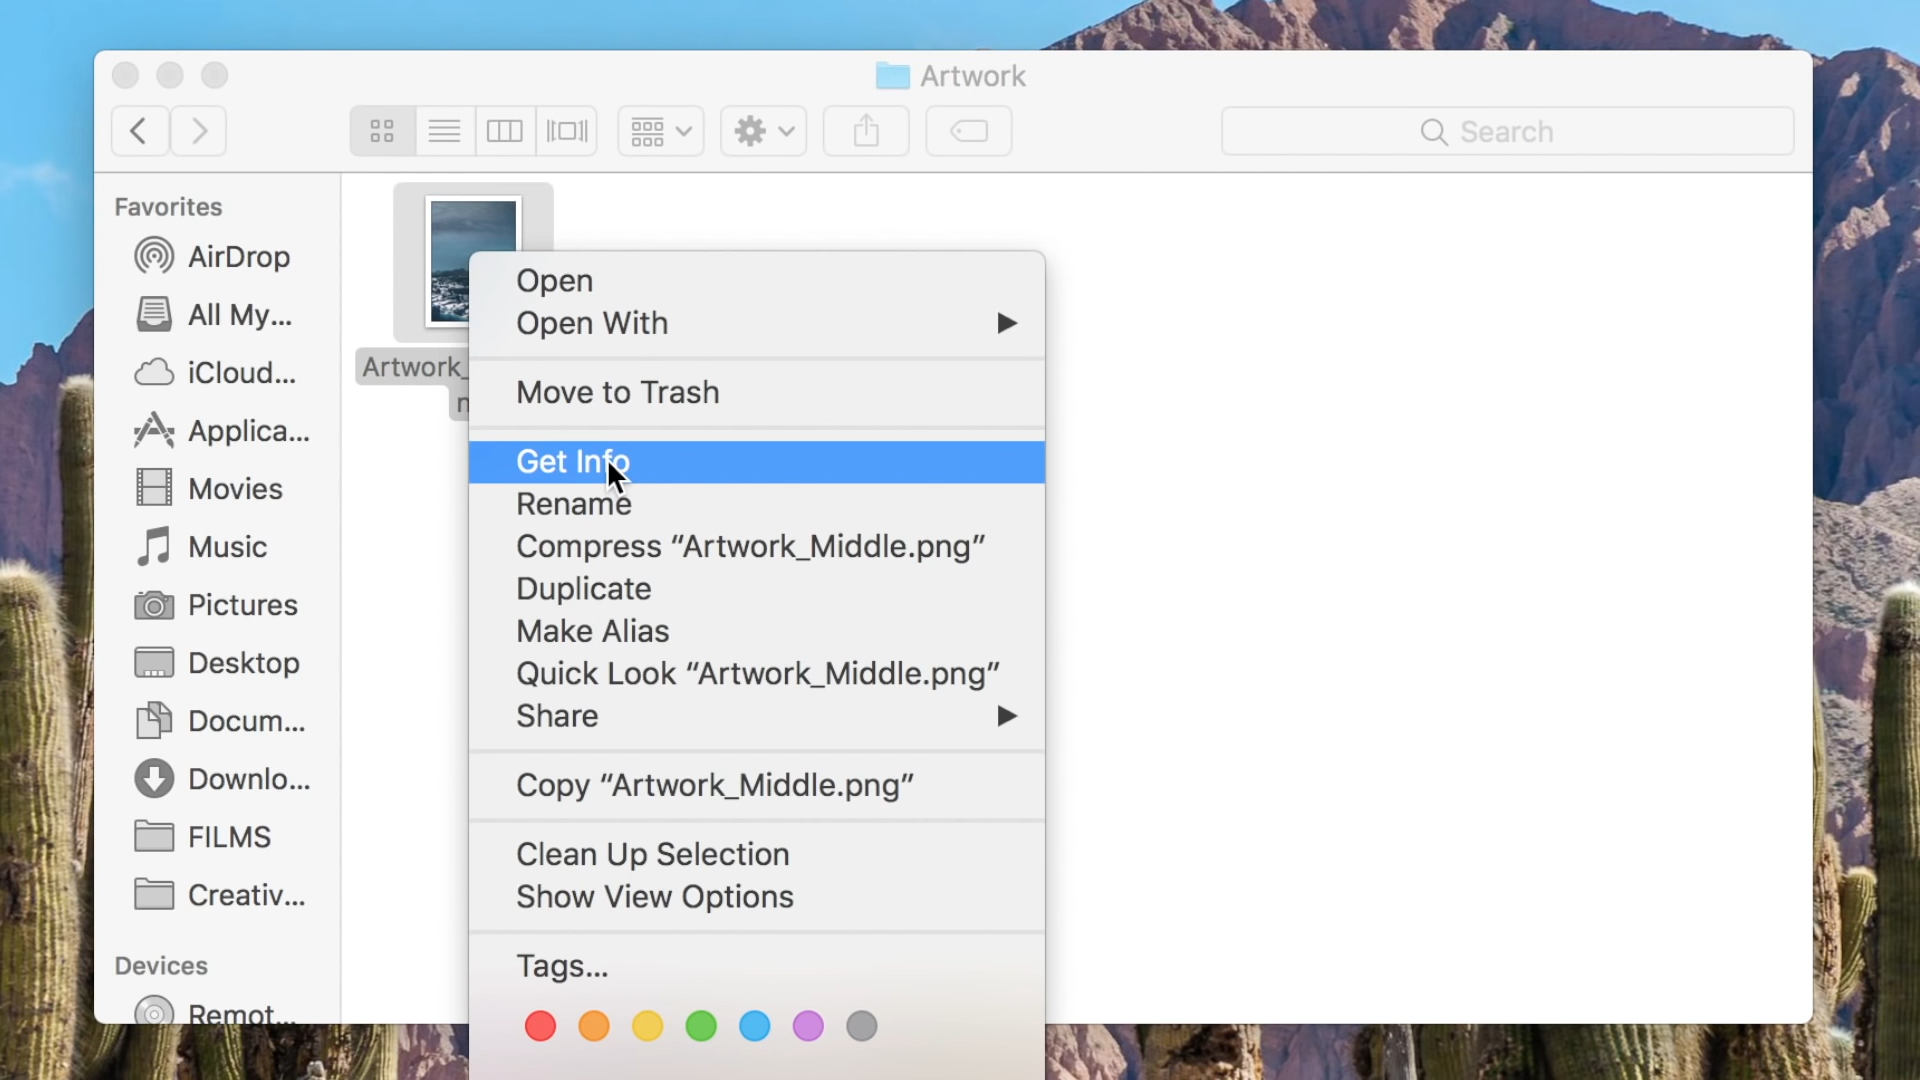 Artwork
Search
Favorites
AirDrop
All My...
iCloud...
Applica...
Movies
Music
Pictures
Desktop
Docum...
Downlo...
FILMS
Creativ...
Devices
Remot...
Artwork_
Open
Open With
Move to Trash
Get Info
Rename
Compress “Artwork_Middle.png”
Duplicate
Make Alias
Quick Look “Artwork_Middle.png”
Share
Copy “Artwork_Middle.png”
Clean Up Selection
Show View Options
Tags...